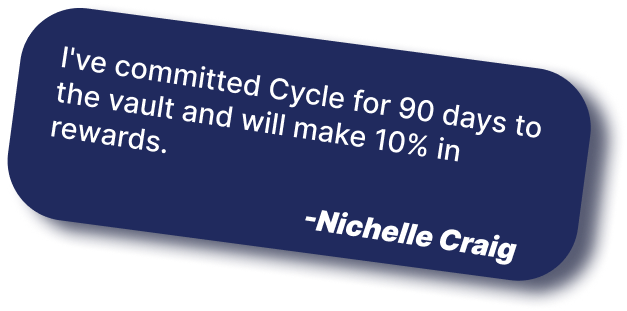 I've committed Cycle for 90 days to
the vault and will make 10% in
rewards.
-Nichelle Craig